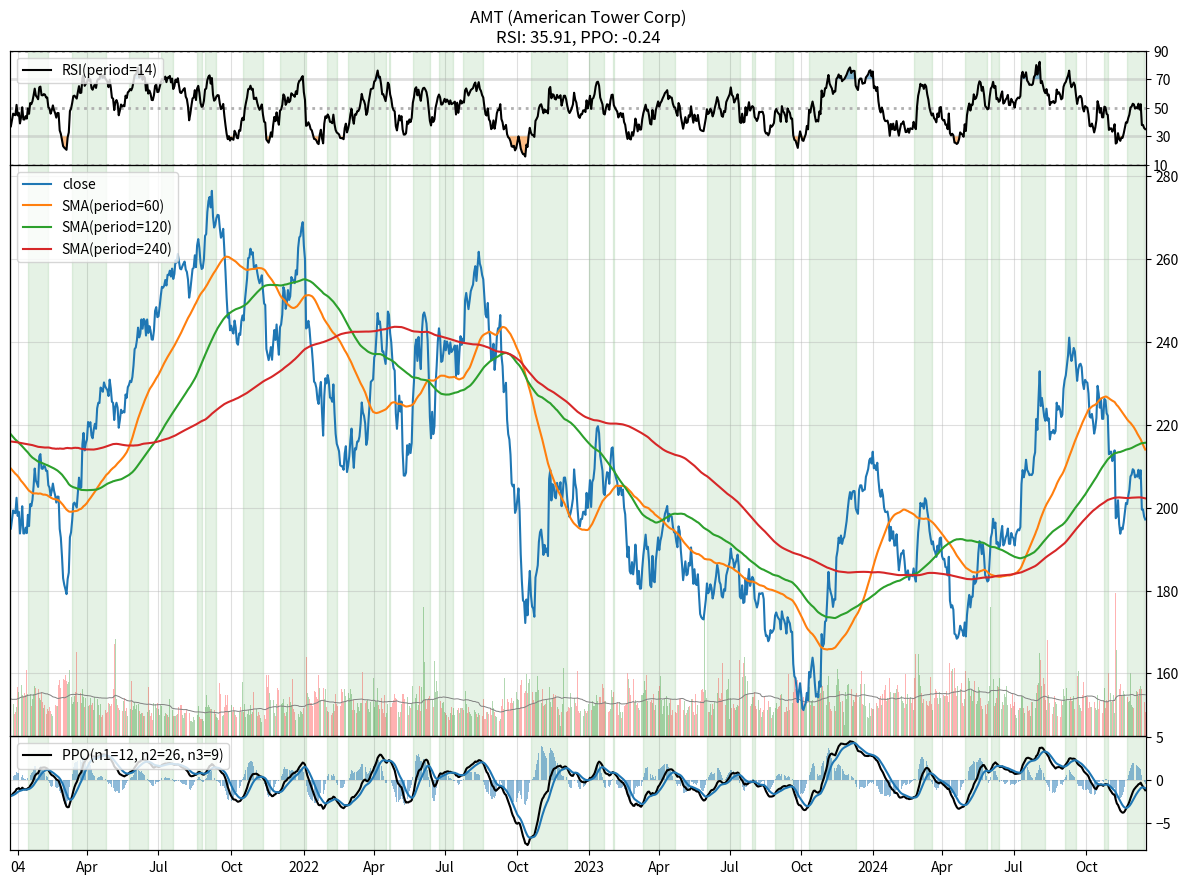 AMT (American Tower Corp)
RSI: 35.91, PPO: -0.24
RSI(period=14)
90
70
50
30
10
close
SMA(period=60)
SMA(period=120)
SMA(period=240)
280
260
240
220
200
180
160
PPO(n1=12, n2=26, n3=9)
5
0
−5
04 Apr Jul Oct 2022 Apr Jul Oct 2023 Apr Jul Oct 2024 Apr Jul Oct